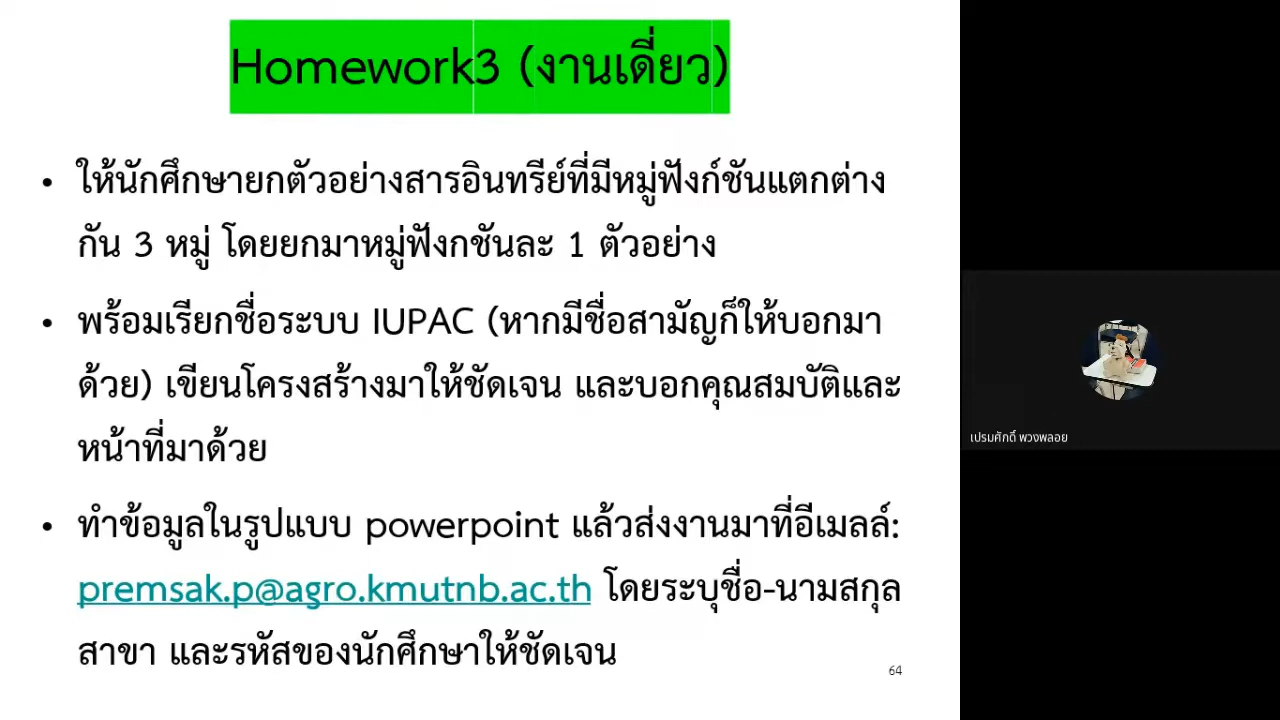 Homework3 (งานเดี่ยว)
• ให้นักศึกษายกตัวอย่างสารอินทรีย์ที่มีหมู่ฟังก์ชันแตกต่าง
กัน 3 หมู่ โดยยกมาหมู่ฟังกชันละ 1 ตัวอย่าง
• พร้อมเรียกชื่อระบบ IUPAC (หากมีชื่อสามัญก็ให้บอกมา
ด้วย) เขียนโครงสร้างมาให้ชัดเจน และบอกคุณสมบัติและ
หน้าที่มาด้วย
• ทำข้อมูลในรูปแบบ powerpoint แล้วส่งงานมาที่อีเมลล์:
premsak.p@agro.kmutnb.ac.th โดยระบุชื่อ-นามสกุล
สาขา และรหัสของนักศึกษาให้ชัดเจน
64
เปรมศักดิ์ พวงพลอย